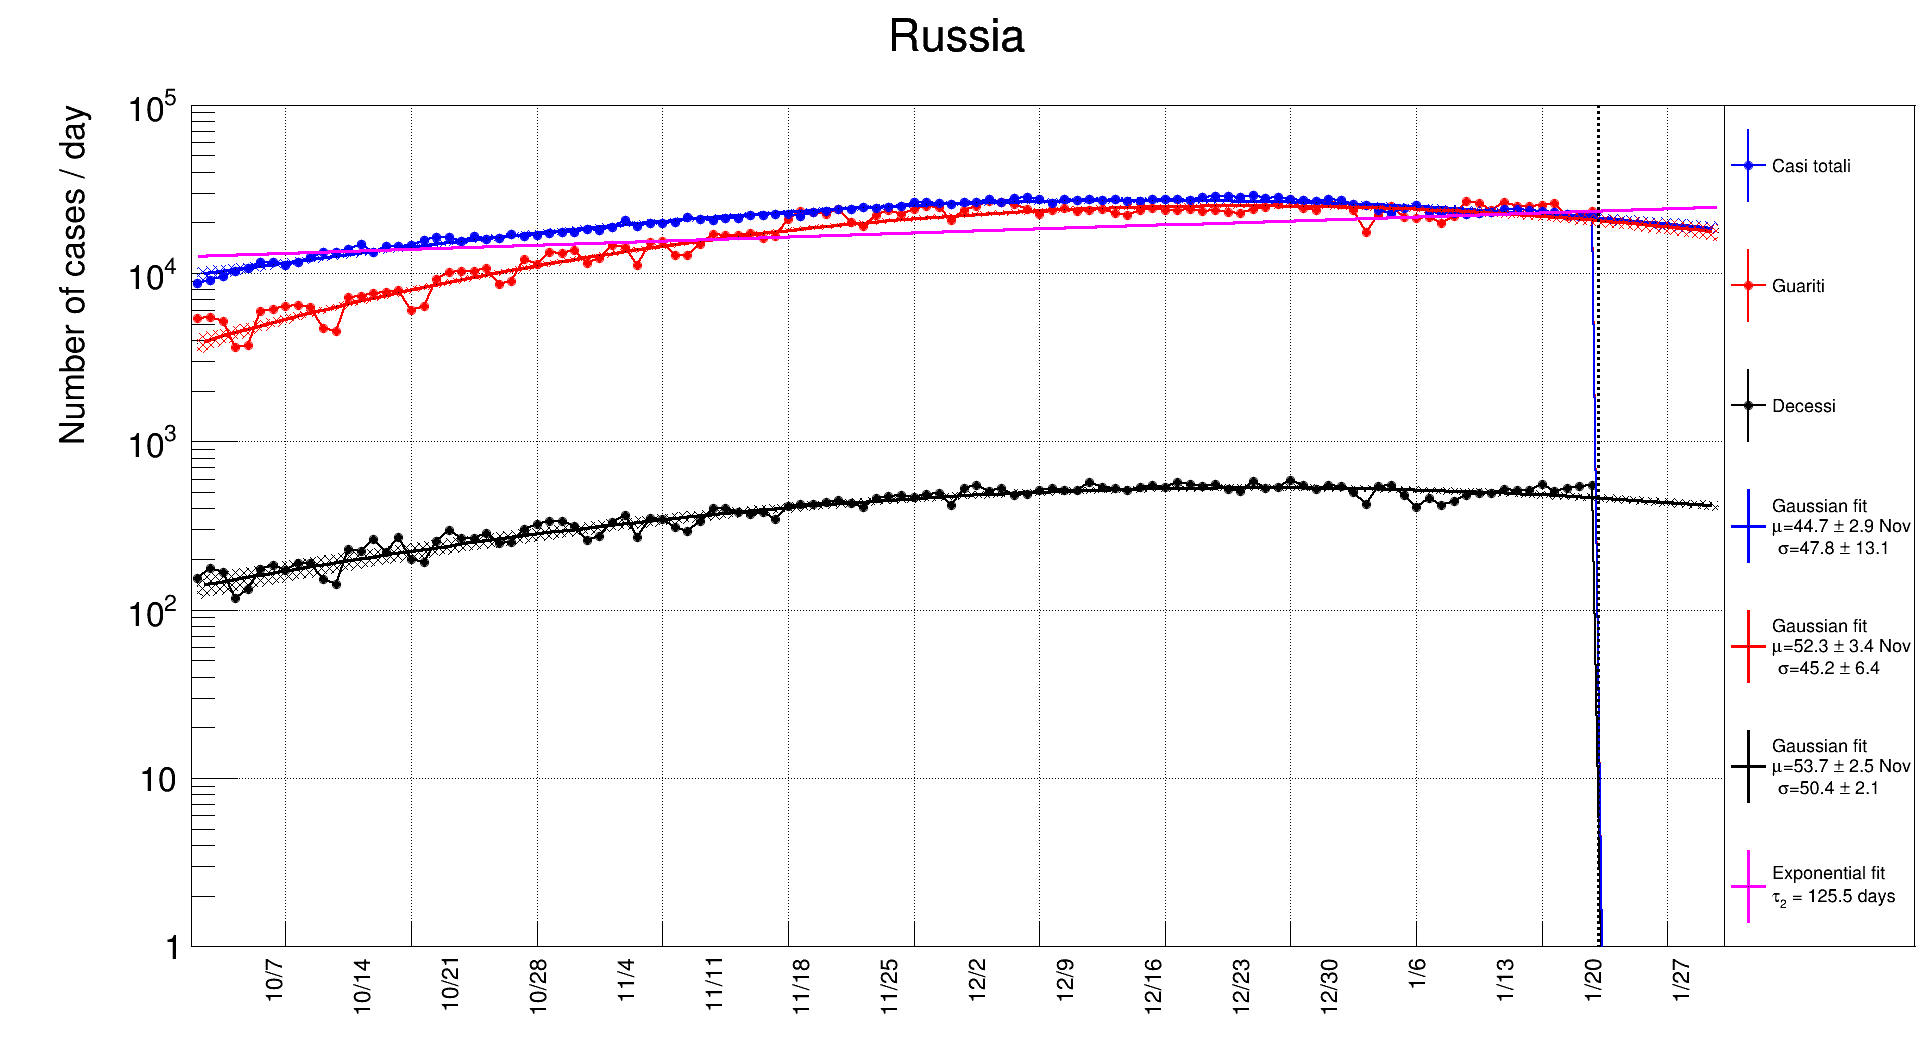 Russia
Number of cases / day
10^5
10^4
10^3
10^2
10
1
10/7
10/14
10/21
10/28
11/4
11/11
11/18
11/25
12/2
12/9
12/16
12/23
12/30
1/6
1/13
1/20
1/27
Casi totali
Guariti
Decessi
Gaussian fit
μ=44.7 ± 2.9 Nov
σ=47.8 ± 13.1
Gaussian fit
μ=52.3 ± 3.4 Nov
σ=45.2 ± 6.4
Gaussian fit
μ=53.7 ± 2.5 Nov
σ=50.4 ± 2.1
Exponential fit
τ₂ = 125.5 days